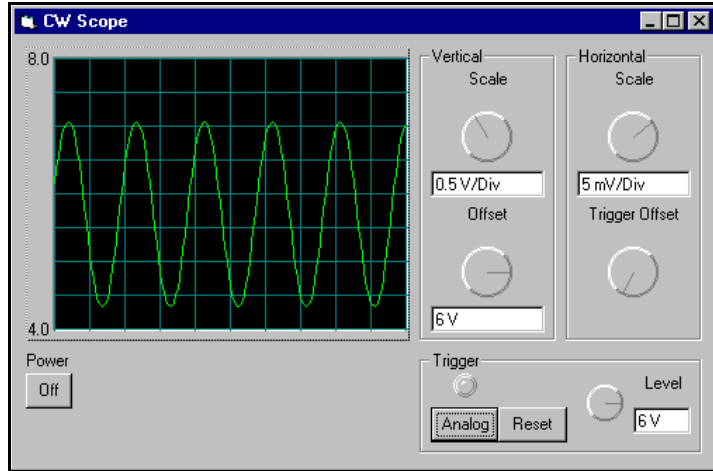 CW Scope
8.0
4.0
Power
Off
Vertical
Scale
0.5 V/Div
Offset
6 V
Horizontal
Scale
5 mV/Div
Trigger Offset
Trigger
Analog
Reset
Level
6 V